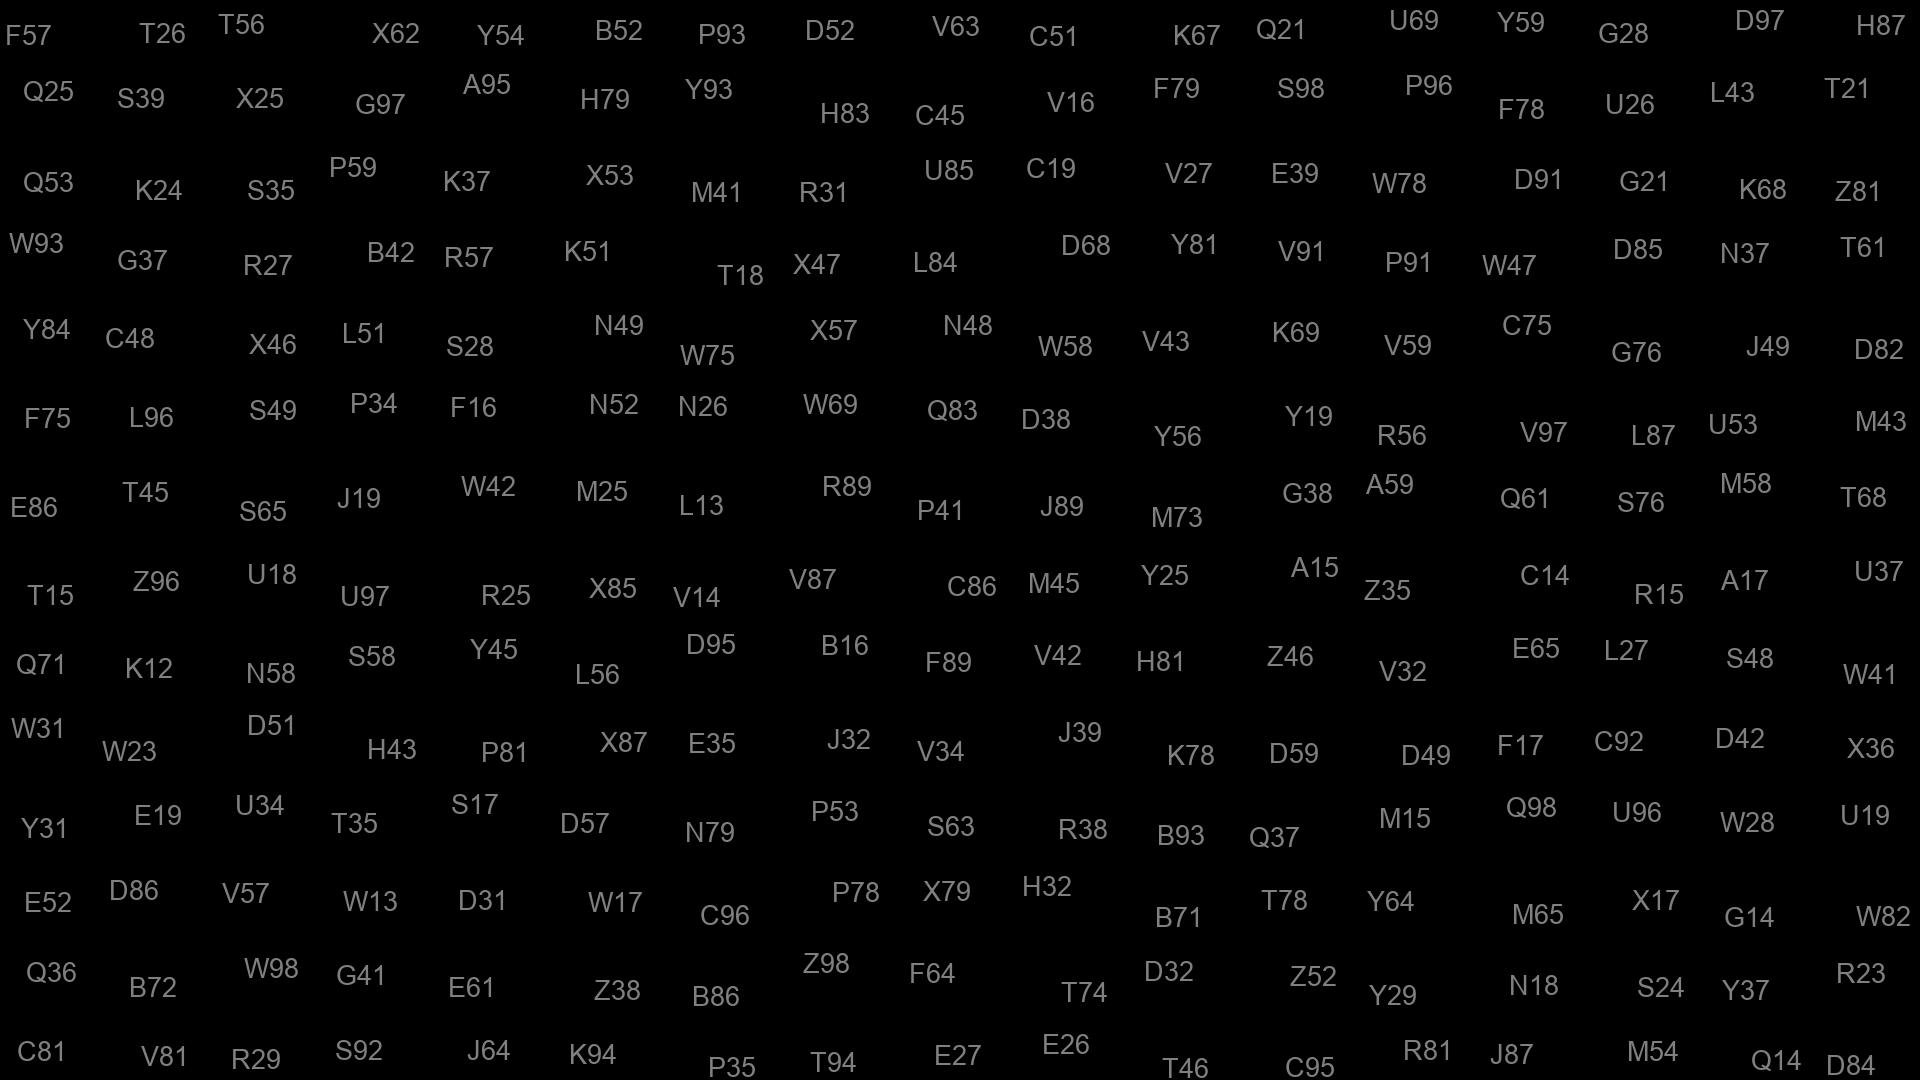 F57 T26 T56 X62 Y54 B52 P93 D52 V63 C51 K67 Q21 U69 Y59 G28 D97 H87
Q25 S39 X25 G97 A95 H79 Y93 H83 C45 V16 F79 S98 P96 F78 U26 L43 T21
Q53 K24 S35 P59 K37 X53 M41 R31 U85 C19 V27 E39 W78 D91 G21 K68 Z81
W93 G37 R27 B42 R57 K51 T18 X47 L84 D68 Y81 V91 P91 W47 D85 N37 T61
Y84 C48 X46 L51 S28 N49 W75 X57 N48 W58 V43 K69 V59 C75 G76 J49 D82
F75 L96 S49 P34 F16 N52 N26 W69 Q83 D38 Y56 Y19 R56 V97 L87 U53 M43
E86 T45 S65 J19 W42 M25 L13 R89 P41 J89 M73 G38 A59 Q61 S76 M58 T68
T15 Z96 U18 U97 R25 X85 V14 V87 C86 M45 Y25 A15 Z35 C14 R15 A17 U37
Q71 K12 N58 S58 Y45 L56 D95 B16 F89 V42 H81 Z46 V32 E65 L27 S48 W41
W31 W23 D51 H43 P81 X87 E35 J32 V34 J39 K78 D59 D49 F17 C92 D42 X36
Y31 E19 U34 T35 S17 D57 N79 P53 S63 R38 B93 Q37 M15 Q98 U96 W28 U19
E52 D86 V57 W13 D31 W17 C96 P78 X79 H32 B71 T78 Y64 M65 X17 G14 W82
Q36 B72 W98 G41 E61 Z38 B86 Z98 F64 T74 D32 Z52 Y29 N18 S24 Y37 R23
C81 V81 R29 S92 J64 K94 P35 T94 E27 E26 T46 C95 R81 J87 M54 Q14 D84